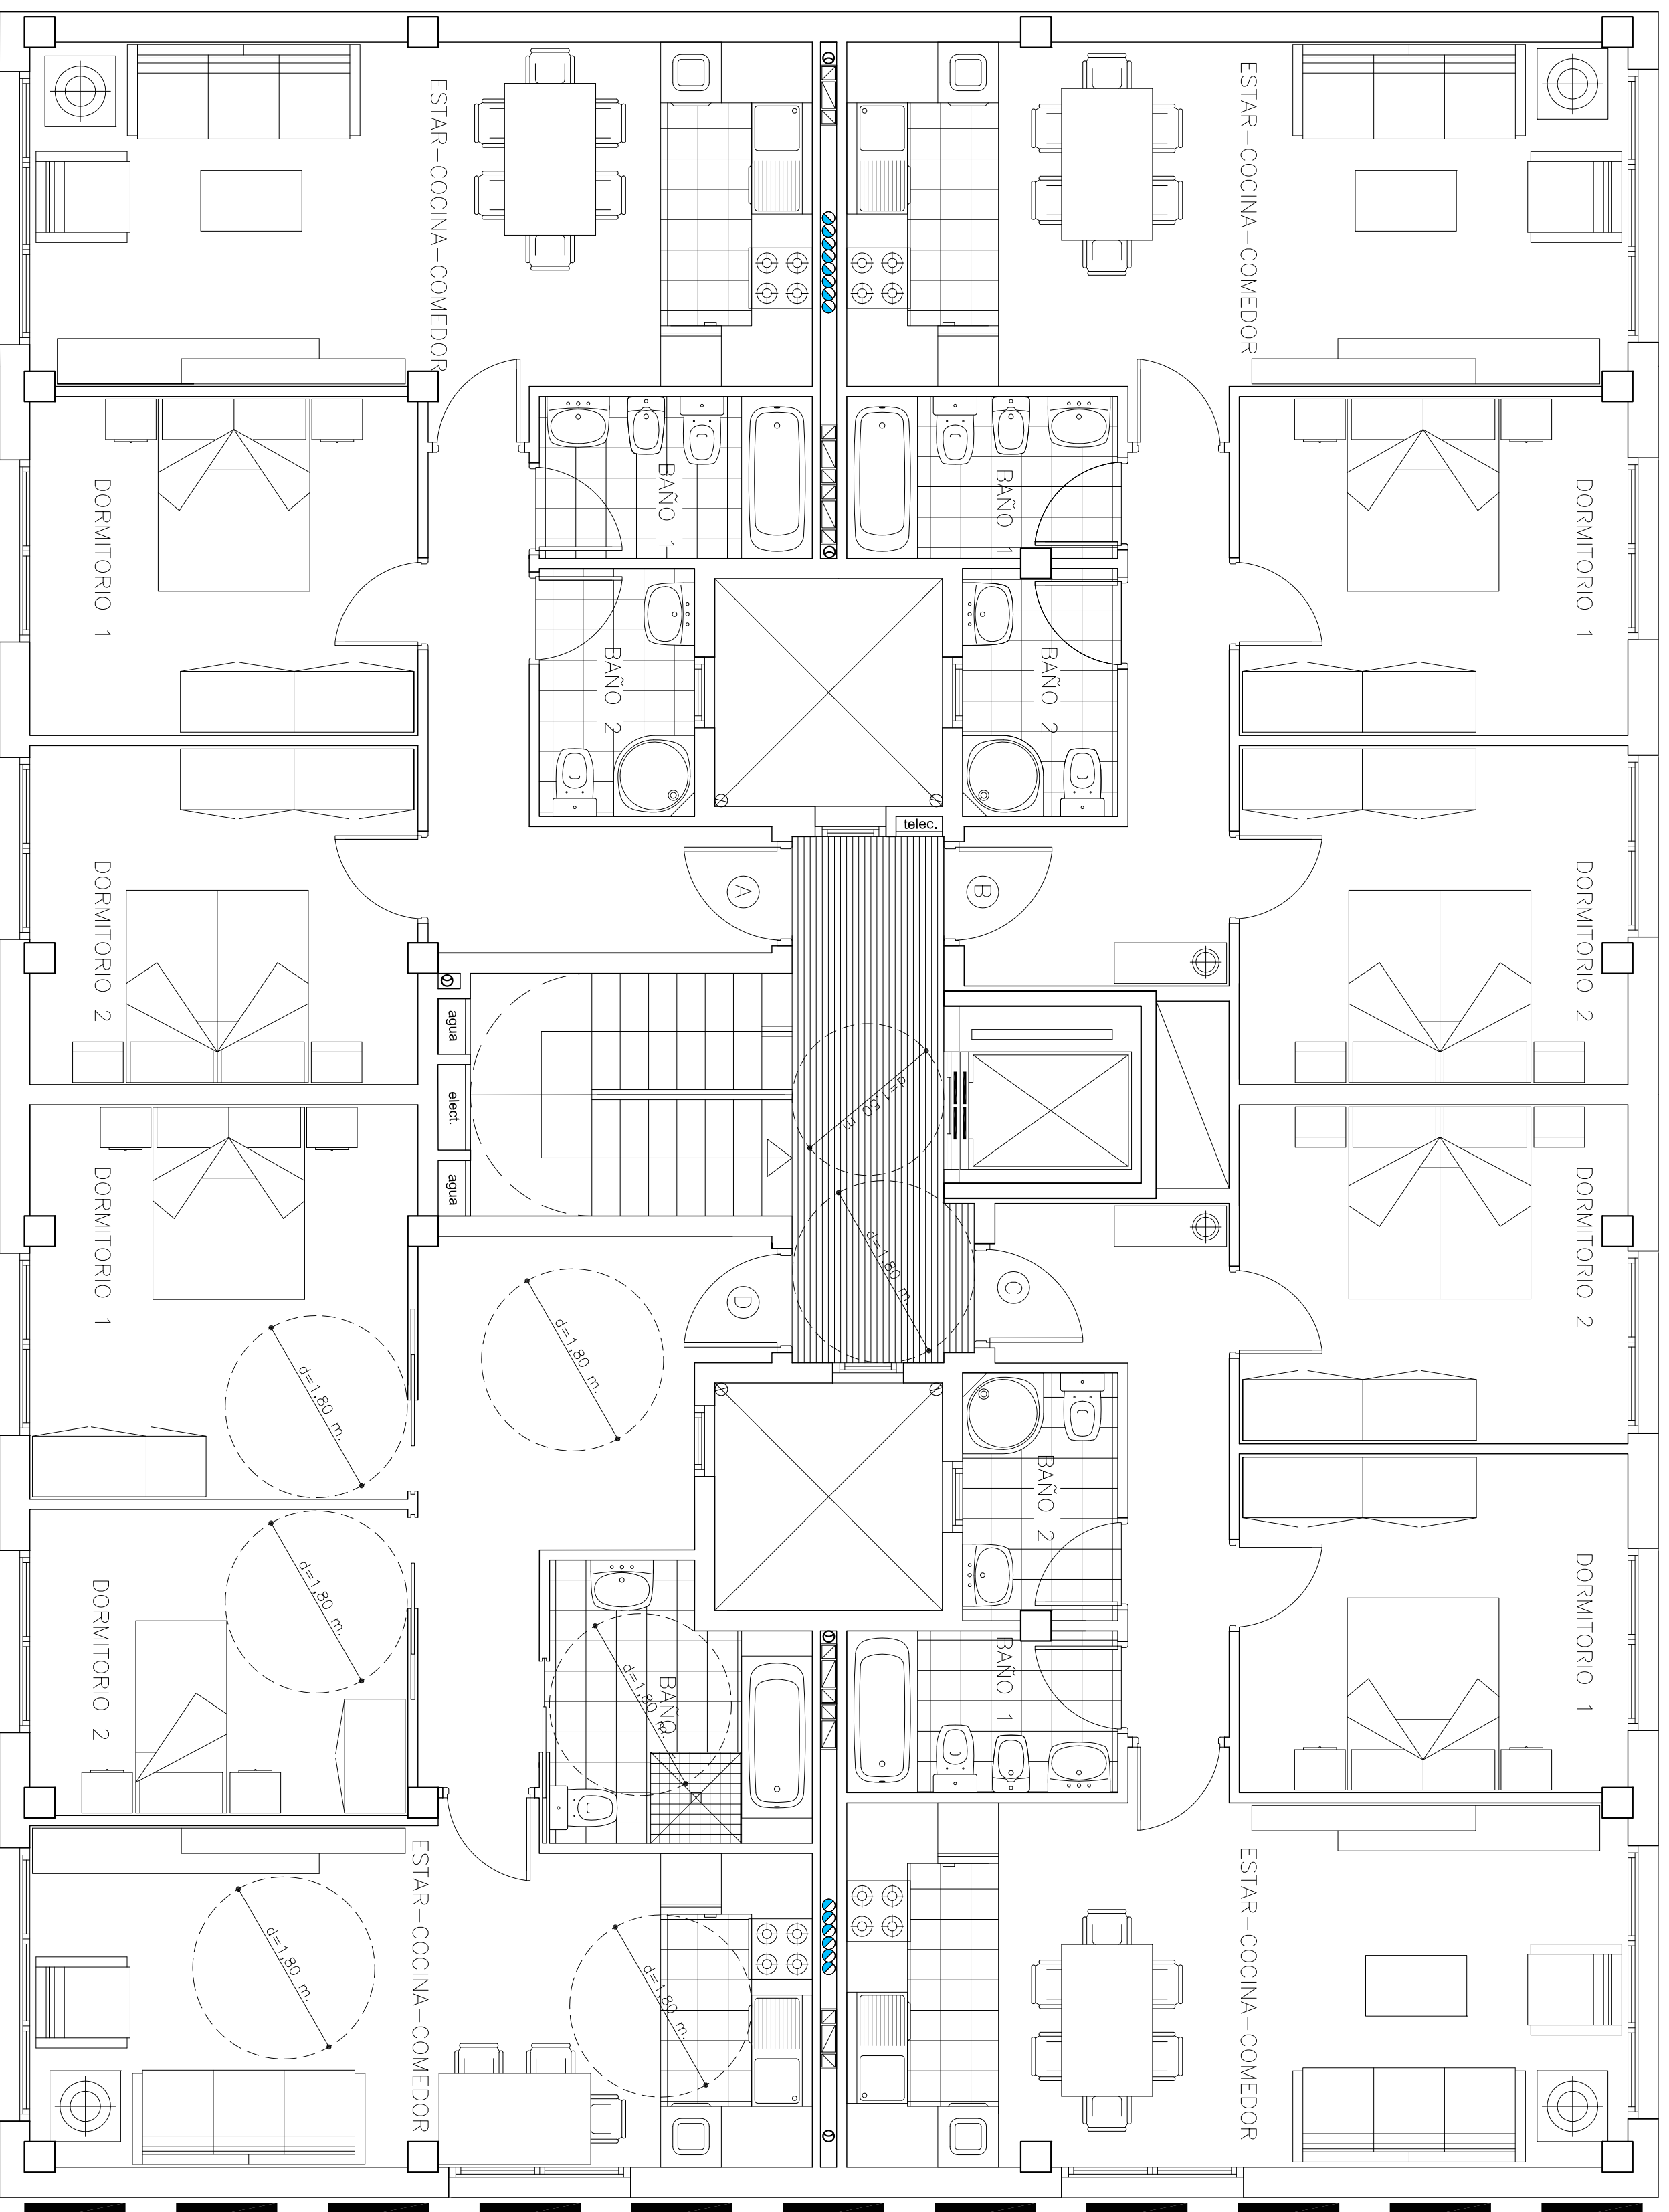 ESTAR-COCINA-COMEDOR
ESTAR-COCINA-COMEDOR
BAÑO 1
BAÑO 1
DORMITORIO 1
DORMITORIO 1
BAÑO 2
BAÑO 2
telec.
A
B
DORMITORIO 2
DORMITORIO 2
agua
elect.
agua
d=1,50 m.
d=1,80 m.
DORMITORIO 1
DORMITORIO 2
D
C
d=1,80 m.
d=1,80 m.
BAÑO 2
d=1,80 m.
DORMITORIO 2
DORMITORIO 1
BAÑO 1
BAÑO
d=1,80 m.
ESTAR-COCINA-COMEDOR
ESTAR-COCINA-COMEDOR
d=1,80 m.
d=1,80 m.